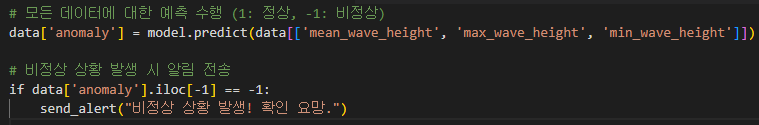 # 모든 데이터에 대한 예측 수행 (1: 정상, -1: 비정상)
data['anomaly'] = model.predict(data[['mean_wave_height', 'max_wave_height', 'min_wave_height']])
# 비정상 상황 발생 시 알림 전송
if data['anomaly'].iloc[-1] == -1:
send_alert("비정상 상황 발생! 확인 요망.")